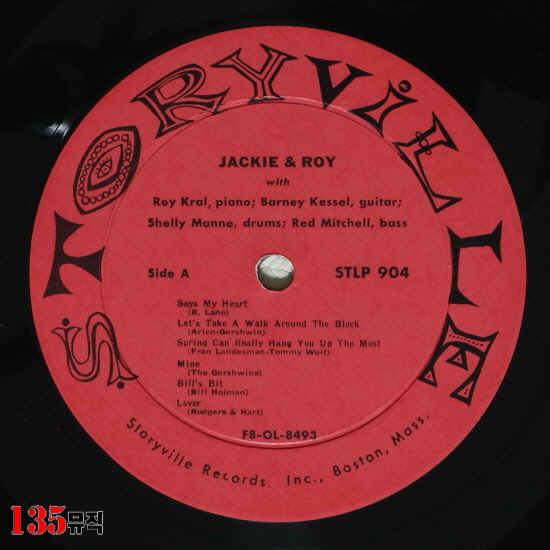 STORYVILLE
JACKIE & ROY
with
Roy Kral, piano; Barney Kessel, guitar;
Shelly Manne, drums; Red Mitchell, bass
Side A
STLP 904
Says My Heart
(B. Lane)
Let's Take A Walk Around The Block
(Arlen-Gershwin)
Spring Can Really Hang You Up The Most
(Fran Landesman-Tommy Wolf)
Mine
(The Gershwins)
Bill's Bit
(Bill Holman)
Lover
(Rodgers & Hart)
F8-OL-8493
Storyville Records, Inc., Boston, Mass.
135뮤직